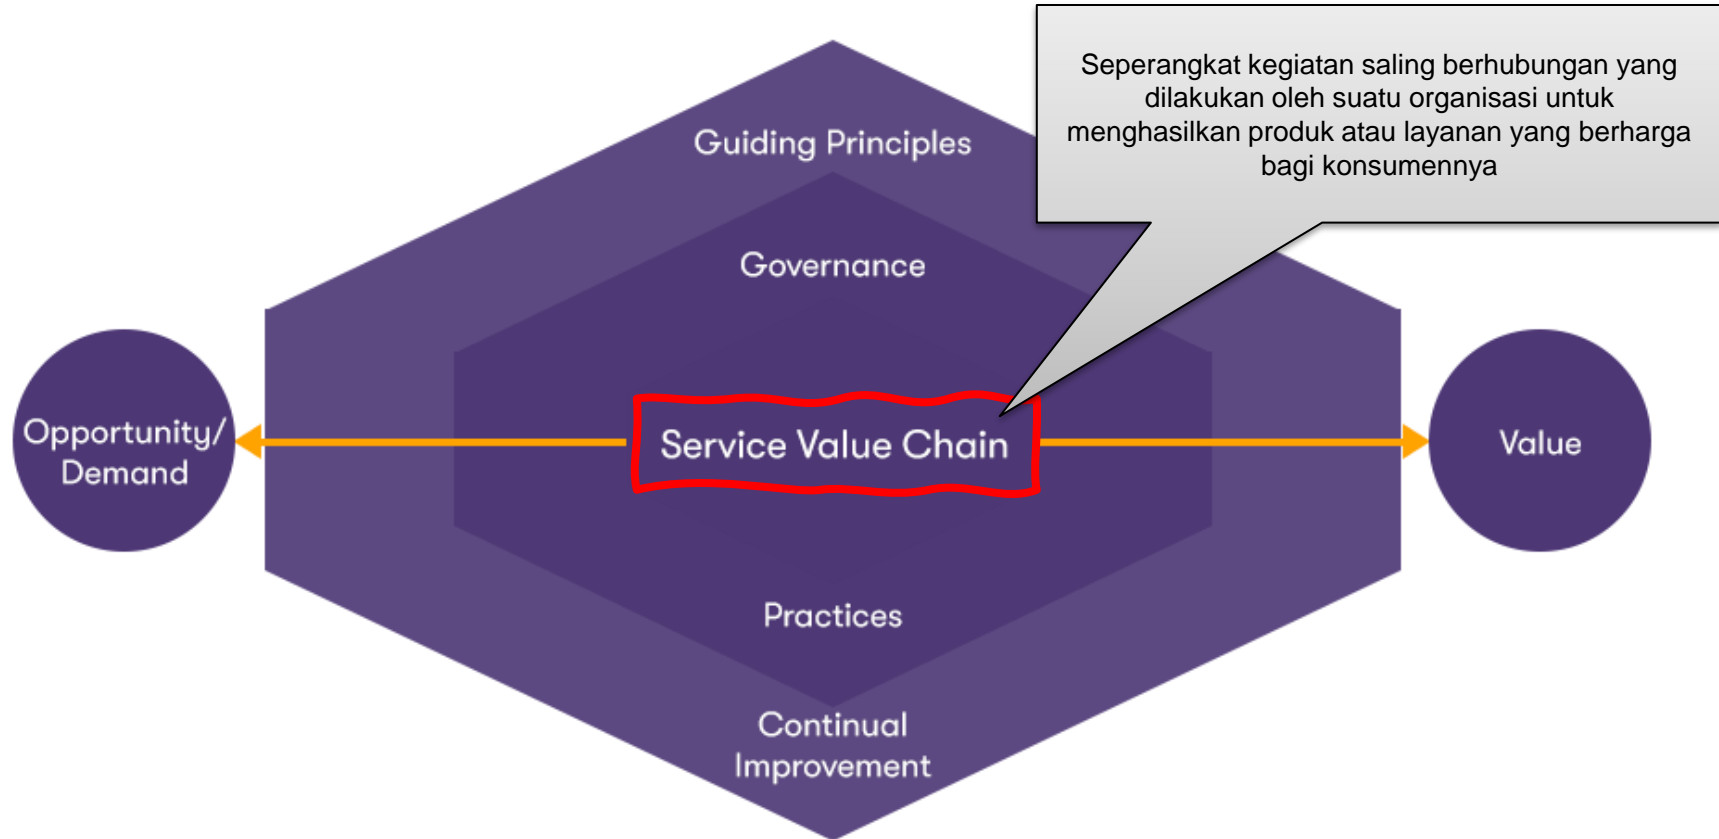 Seperangkat kegiatan saling berhubungan yang
dilakukan oleh suatu organisasi untuk
menghasilkan produk atau layanan yang berharga
bagi konsumennya
Guiding Principles
Governance
Opportunity/
Demand
Service Value Chain
Value
Practices
Continual
Improvement